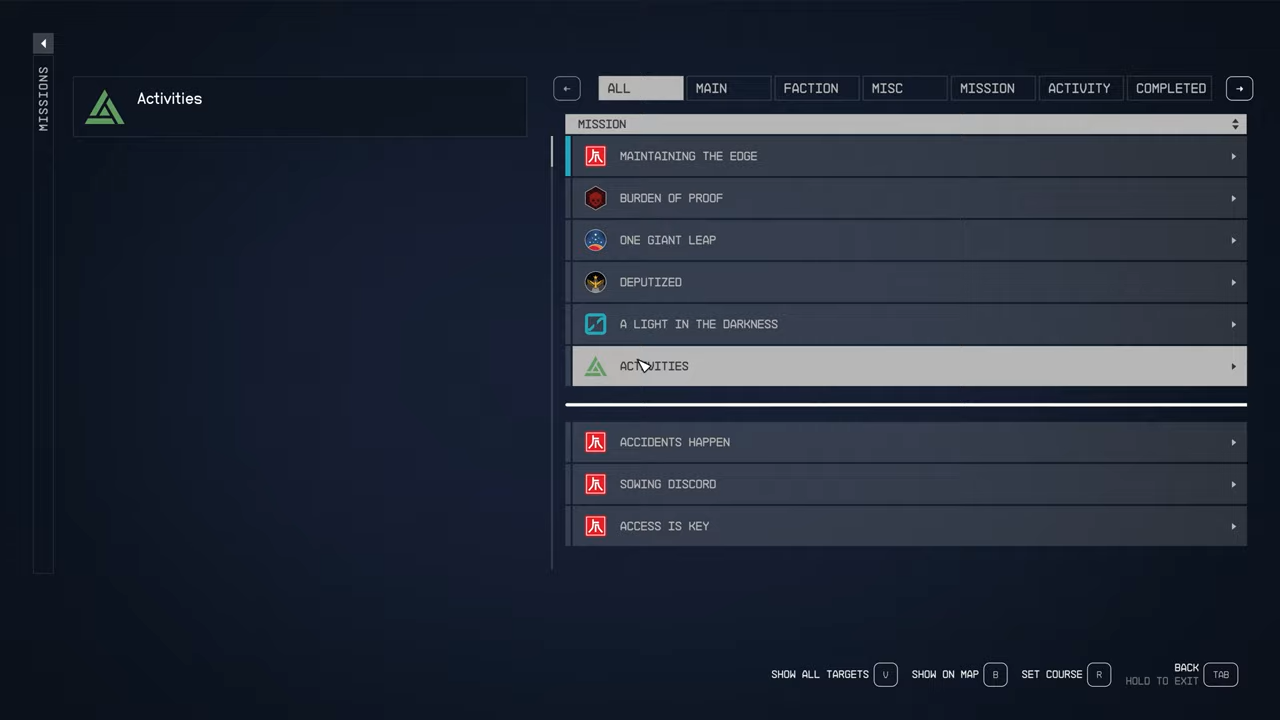 MISSIONS
Activities
ALL
MAIN
FACTION
MISC
MISSION
ACTIVITY
COMPLETED
MISSION
MAINTAINING THE EDGE
BURDEN OF PROOF
ONE GIANT LEAP
DEPUTIZED
A LIGHT IN THE DARKNESS
ACTIVITIES
ACCIDENTS HAPPEN
SOWING DISCORD
ACCESS IS KEY
SHOW ALL TARGETS V
SHOW ON MAP B
SET COURSE R
BACK
HOLD TO EXIT TAB